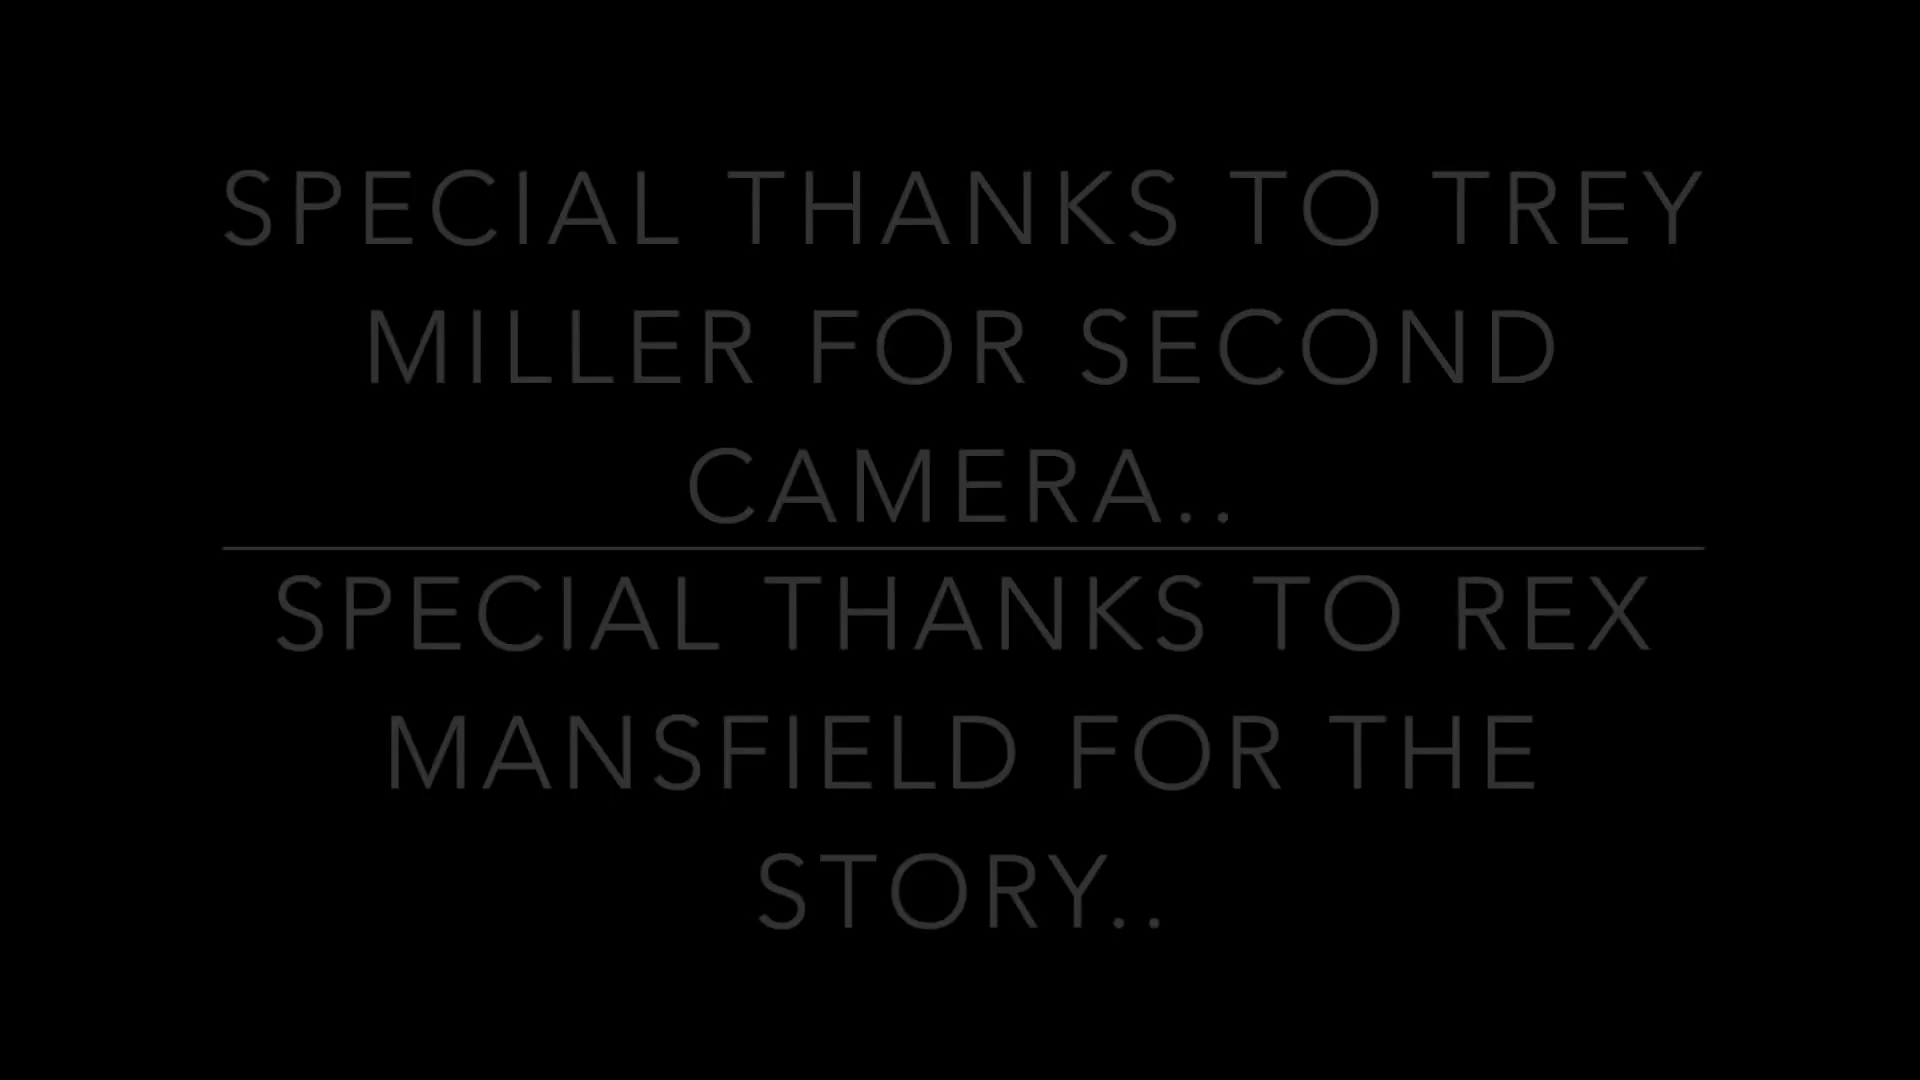 SPECIAL THANKS TO TREY
MILLER FOR SECOND
CAMERA..
SPECIAL THANKS TO REX
MANSFIELD FOR THE
STORY..